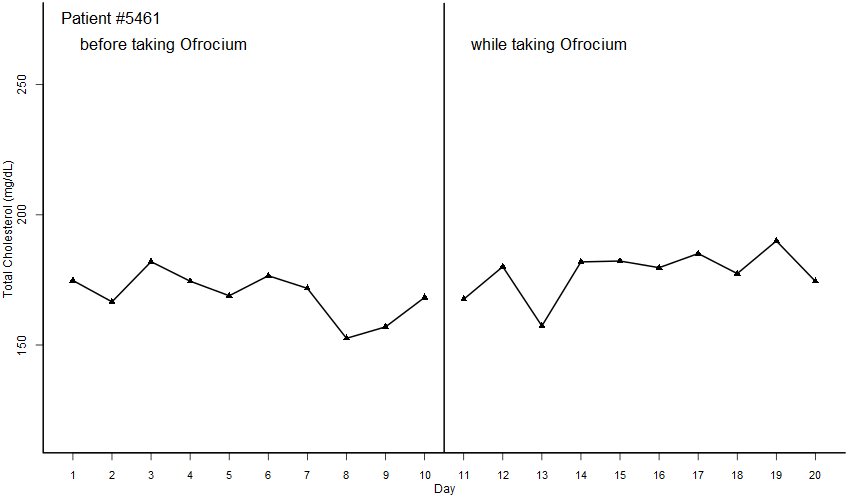 Patient #5461
before taking Ofrocium
while taking Ofrocium
Total Cholesterol (mg/dL)
250
200
150
1 2 3 4 5 6 7 8 9 10 11 12 13 14 15 16 17 18 19 20
Day